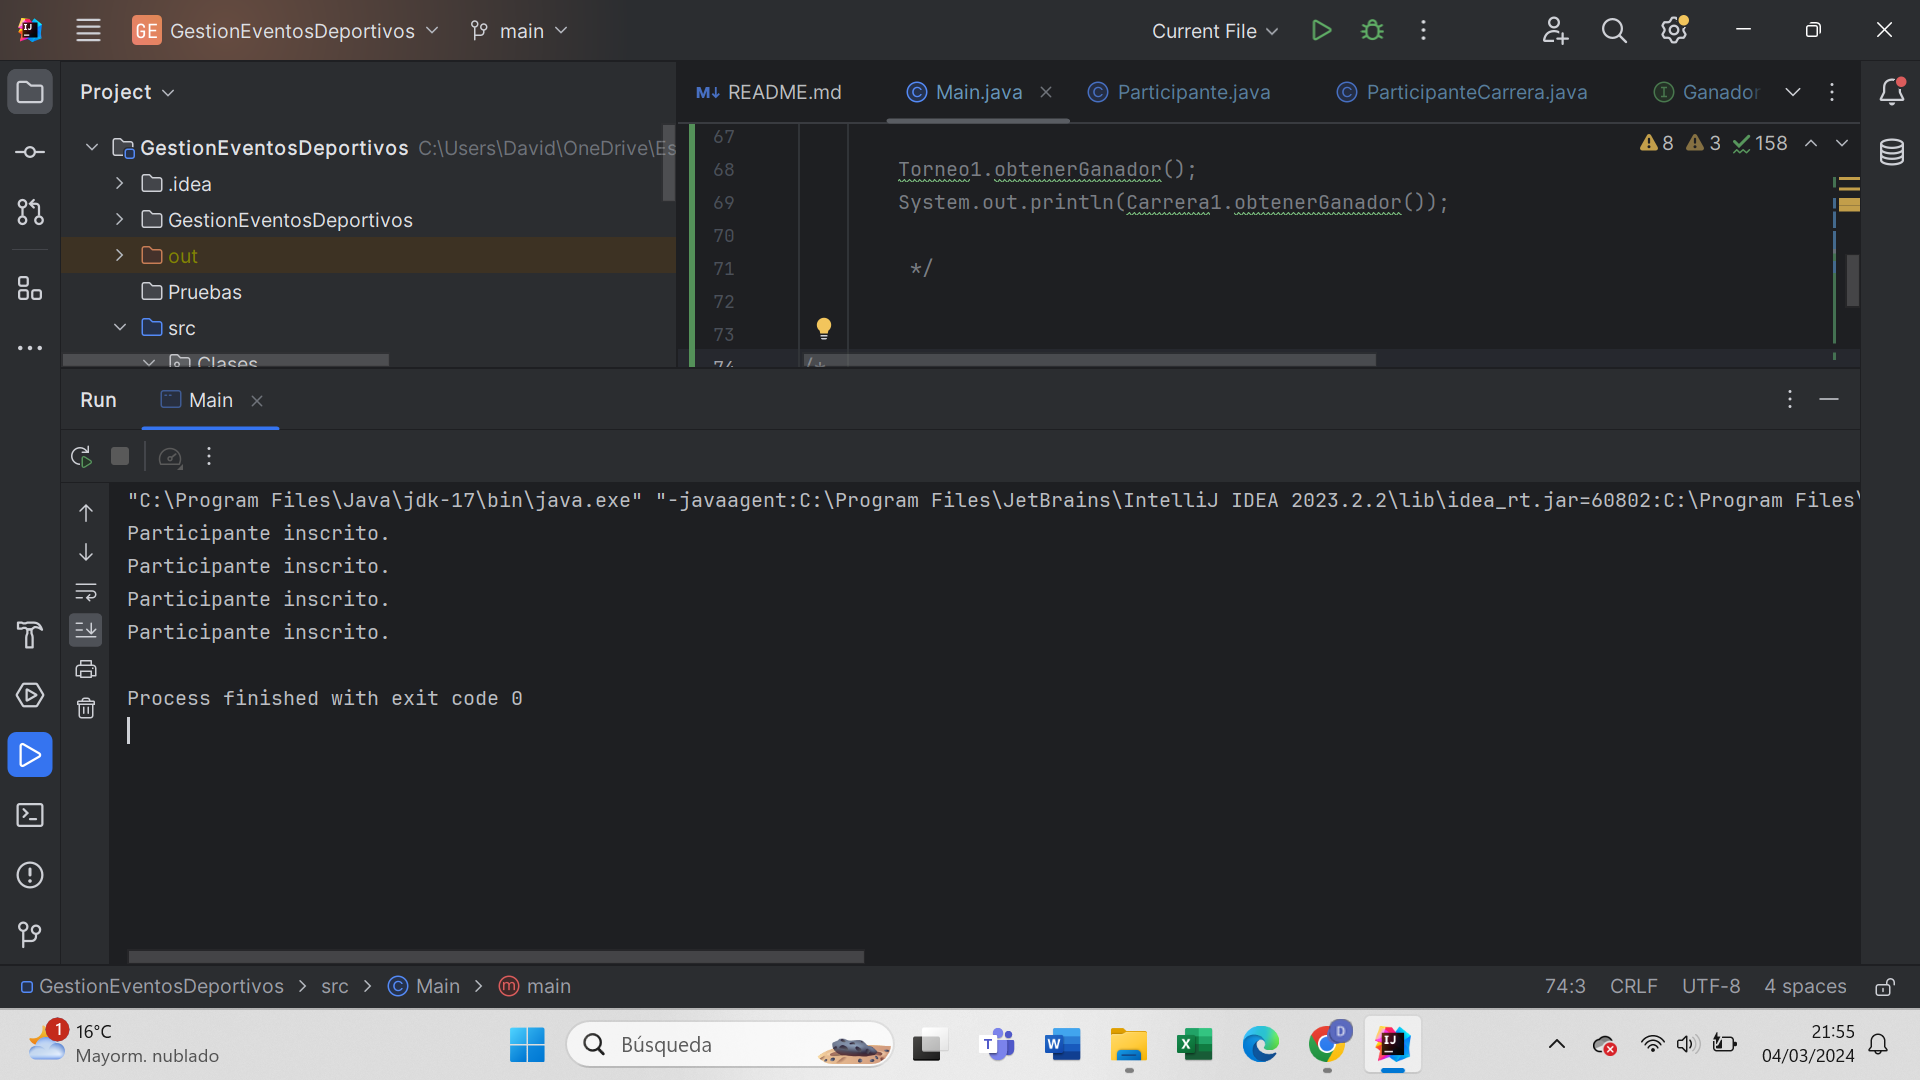 GE GestionEventosDeportivos main Current File
Project
README.md Main.java Participante.java ParticipanteCarrera.java Ganador
GestionEventosDeportivos C:\Users\David\OneDrive\Es
.idea
GestionEventosDeportivos
out
Pruebas
src
Clases
67
68 Torneo1.obtenerGanador();
69 System.out.println(Carrera1.obtenerGanador());
70
71 */
72
73
74 /*
8 3 158
Run Main
"C:\Program Files\Java\jdk-17\bin\java.exe" "-javaagent:C:\Program Files\JetBrains\IntelliJ IDEA 2023.2.2\lib\idea_rt.jar=60802:C:\Program Files\
Participante inscrito.
Participante inscrito.
Participante inscrito.
Participante inscrito.
Process finished with exit code 0
GestionEventosDeportivos > src > Main > main 74:3 CRLF UTF-8 4 spaces
1 16°C
Mayorm. nublado
Búsqueda
21:55
04/03/2024